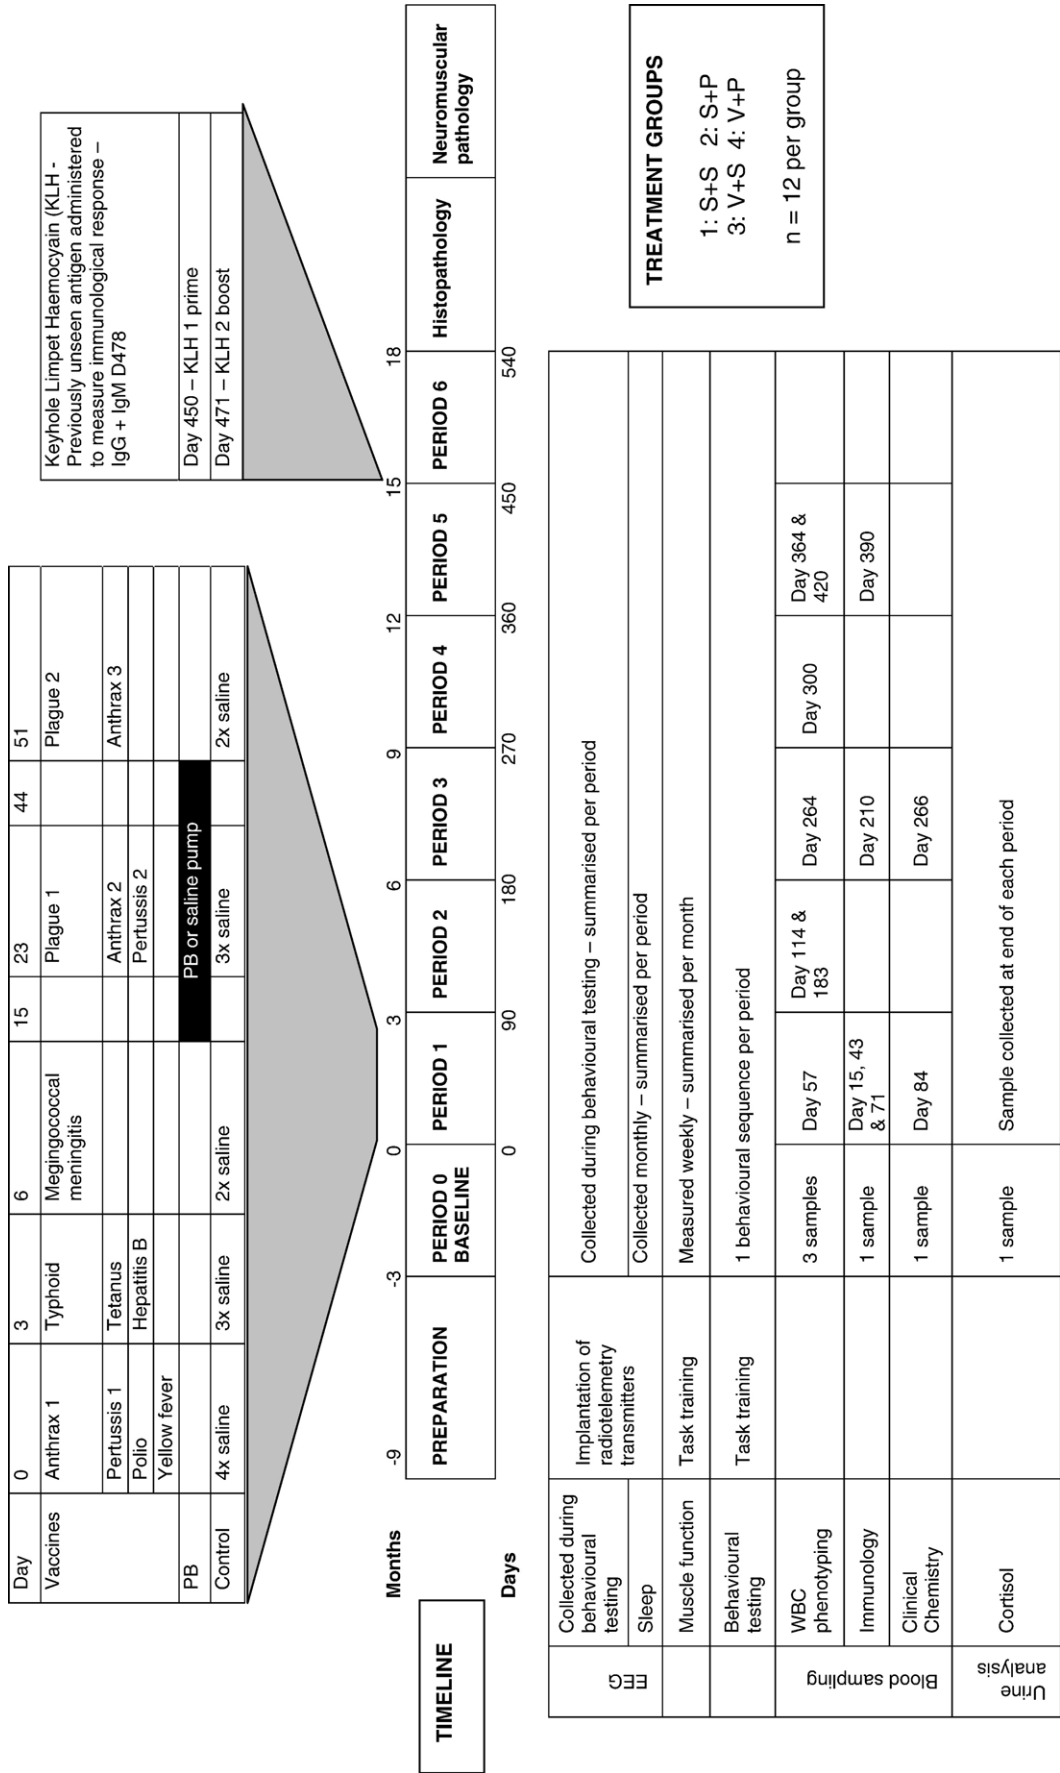 Day 0 3 6 15 23 44 51
Vaccines Anthrax 1 Typhoid Megingococcal Plague 1 Plague 2
meningitis
Pertussis 1 Tetanus Anthrax 2 Anthrax 3
Polio Hepatitis B Pertussis 2
Yellow fever
PB PB or saline pump
Control 4x saline 3x saline 2x saline 3x saline 2x saline
Keyhole Limpet Haemocyain (KLH -
Previously unseen antigen administered
to measure immunological response –
IgG + IgM D478
Day 450 – KLH 1 prime
Day 471 – KLH 2 boost
TIMELINE
Months -9 -3 0 3 6 9 12 15 18
PREPARATION
PERIOD 0
BASELINE
PERIOD 1
PERIOD 2
PERIOD 3
PERIOD 4
PERIOD 5
PERIOD 6
Histopathology
Neuromuscular
pathology
Days 0 90 180 270 360 450 540
EEG
Collected during
behavioural
testing
Implantation of
radiotelemetry
transmitters
Collected during behavioural testing – summarised per period
Sleep
Collected monthly – summarised per period
Muscle function Task training Measured weekly – summarised per month
Behavioural
testing
Task training
1 behavioural sequence per period
Blood sampling
WBC
phenotyping
3 samples
Day 57
Day 114 &
183
Day 264
Day 300
Day 364 &
420
Immunology
1 sample
Day 15, 43
& 71
Day 210
Day 390
Clinical
Chemistry
1 sample
Day 84
Day 266
Urine
analysis
Cortisol
1 sample
Sample collected at end of each period
TREATMENT GROUPS
1: S+S 2: S+P
3: V+S 4: V+P
n = 12 per group